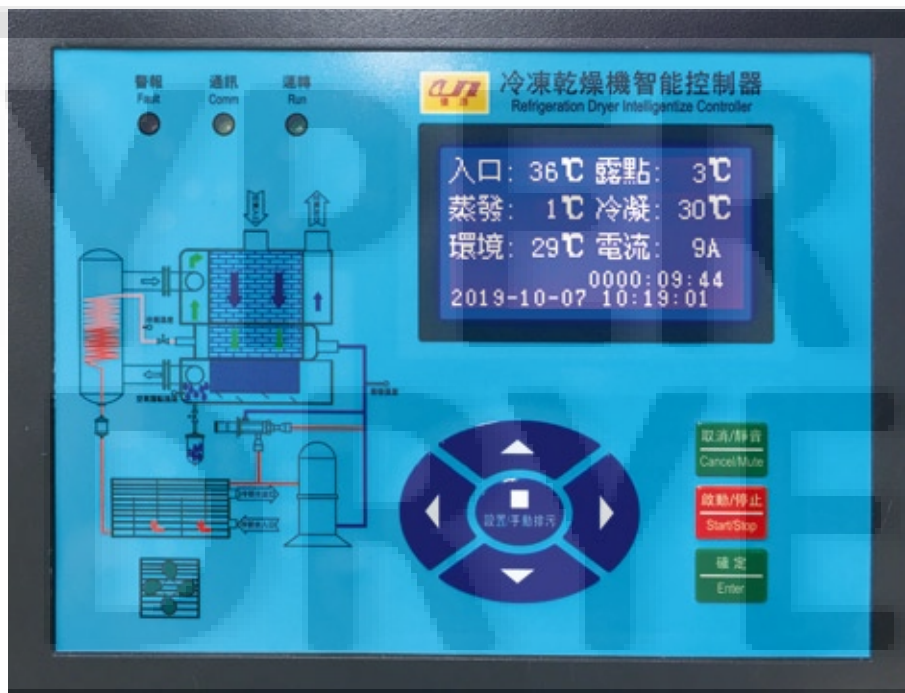 警報 通訊 運轉
Fault Comm Run
冷凍乾燥機智能控制器
Refrigeration Dryer Intelligentize Controller
入口: 36℃ 露點: 3℃
蒸發: 1℃ 冷凝: 30℃
環境: 29℃ 電流: 9A
0000:09:44
2019-10-07 10:19:01
取消/靜音
Cancel/Mute
設置/手動排污
啟動/停止
Start/Stop
確定
Enter